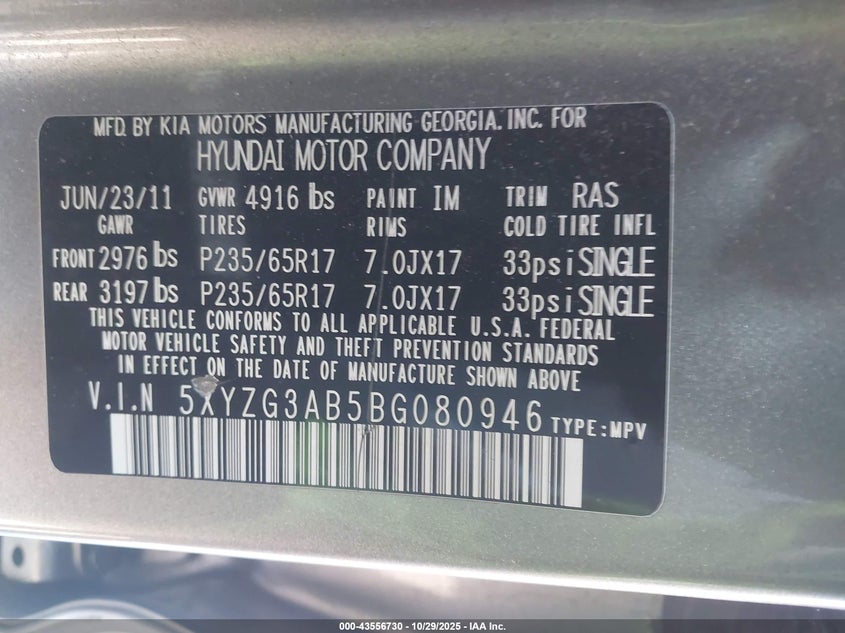 MFD. BY KIA MOTORS MANUFACTURING GEORGIA. INC. FOR
HYUNDAI MOTOR COMPANY
JUN/23/11 GVWR 4916 lbs PAINT IM TRIM RAS
GAWR TIRES RIMS COLD TIRE INFL
FRONT 2976 lbs P235/65R17 7.0JX17 33psi SINGLE
REAR 3197 lbs P235/65R17 7.0JX17 33psi SINGLE
THIS VEHICLE CONFORMS TO ALL APPLICABLE U.S.A. FEDERAL
MOTOR VEHICLE SAFETY AND THEFT PREVENTION STANDARDS
IN EFFECT ON THE DATE OF MANUFACTURE SHOWN ABOVE
V.I.N 5XYZG3AB5BG080946 TYPE:MPV
000-43556730 - 10/29/2025 - IAA Inc.